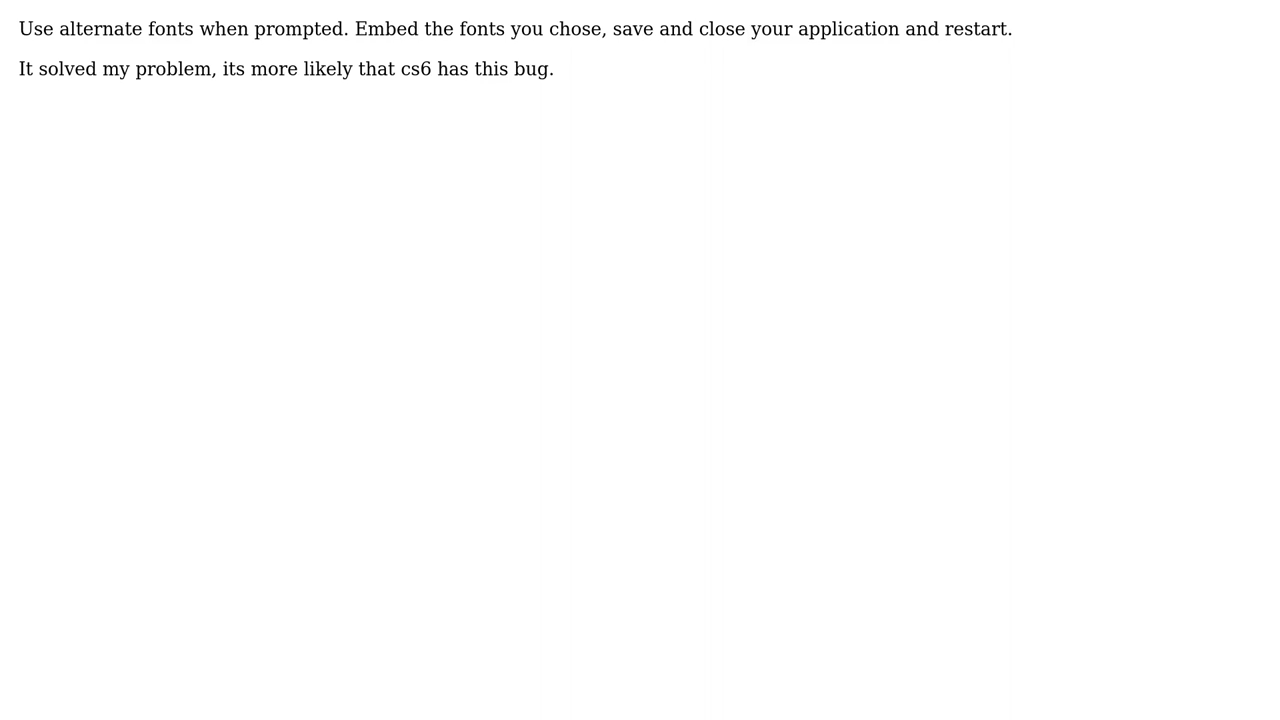 Use alternate fonts when prompted. Embed the fonts you chose, save and close your application and restart.
It solved my problem, its more likely that cs6 has this bug.